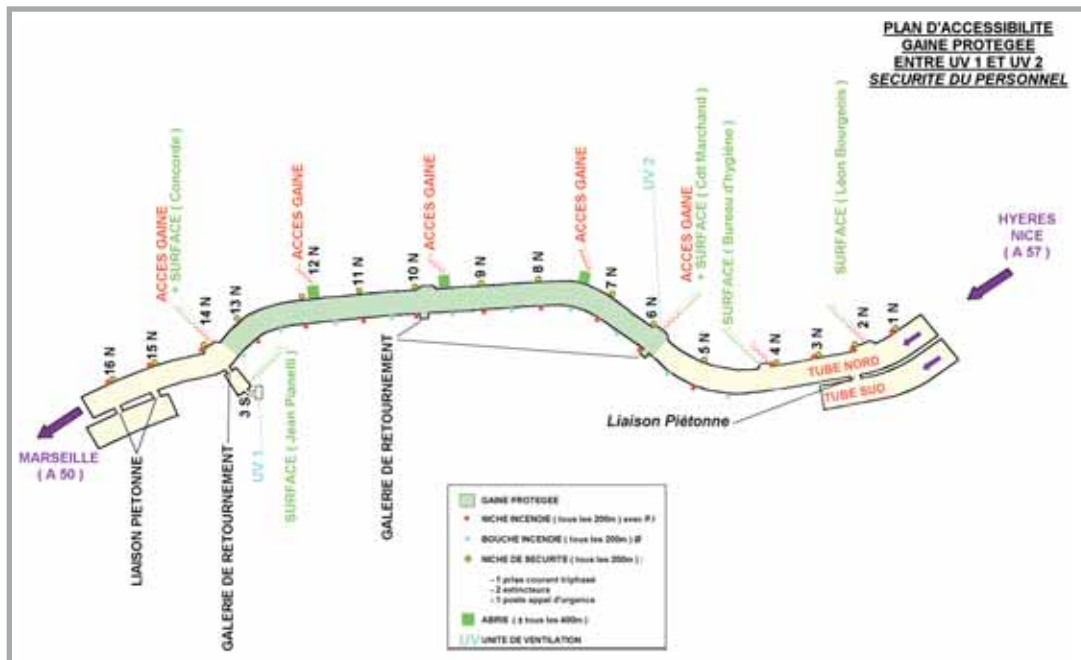 PLAN D'ACCESSIBILITE
GAINE PROTEGEE
ENTRE UV 1 ET UV 2
SECURITE DU PERSONNEL
ACCES GAINE
+ SURFACE ( Concorde )
ACCES GAINE
ACCES GAINE
ACCES GAINE
UV 2
ACCES GAINE
+ SURFACE ( Cdt Marchand )
SURFACE ( Bureau d'hygiène )
SURFACE ( Léon Bourgeois )
HYERES
NICE
( A 57 )
16 N
15 N
14 N
13 N
12 N
11 N
10 N
9 N
8 N
7 N
6 N
5 N
4 N
3 N
2 N
1 N
TUBE NORD
TUBE SUD
Liaison Piétonne
MARSEILLE
( A 50 )
LIAISON PIETONNE
GALERIE DE RETOURNEMENT
3 S
UV 1
SURFACE ( Jean Pianelli )
GALERIE DE RETOURNEMENT
GAINE PROTEGEE
NICHE INCENDIE ( tous les 200m ) avec P.I
BOUCHE INCENDIE ( tous les 200m ) Ø
NICHE DE SECURITE ( tous les 200m ) :
- 1 prise courant triphasé
- 2 extincteurs
- 1 poste appel d'urgence
ABRIS ( ± tous les 400m )
UV UNITE DE VENTILATION